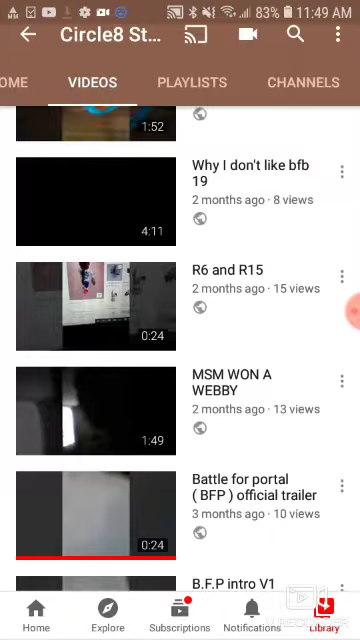 83% 11:49 AM
Circle8 St...
OME VIDEOS PLAYLISTS CHANNELS
1:52
Why I don't like bfb
19
2 months ago · 8 views
4:11
R6 and R15
2 months ago · 15 views
0:24
MSM WON A
WEBBY
2 months ago · 13 views
1:49
Battle for portal
( BFP ) official trailer
3 months ago · 10 views
0:24
B.F.P intro V1
Home Explore Subscriptions Notifications Library